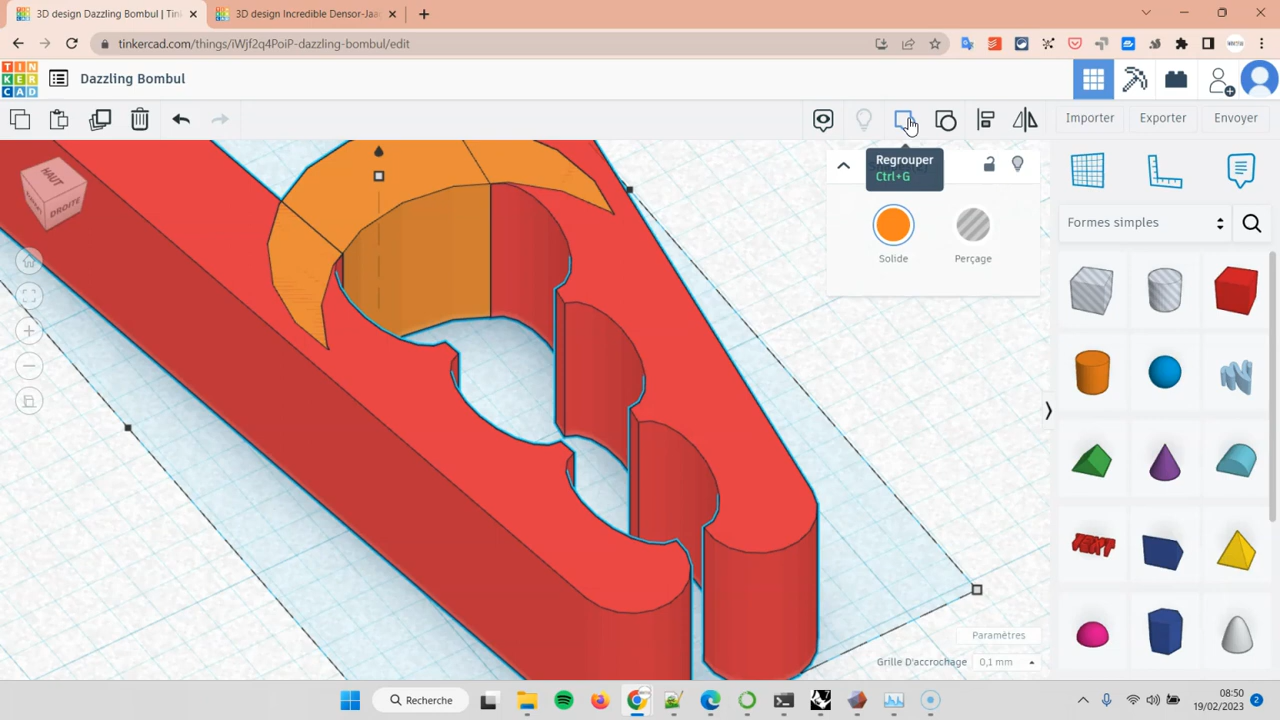 3D design Dazzling Bombul | Tin
3D design Incredible Densor-Jaa
tinkercad.com/things/iWjf2q4PoiP-dazzling-bombul/edit
TIN
KER
CAD
Dazzling Bombul
Importer
Exporter
Envoyer
Regrouper
Ctrl+G
HAUT
DROITE
Solide
Perçage
Formes simples
TEXT
Paramètres
Grille D'accrochage
0,1 mm
Recherche
08:50
19/02/2023
2